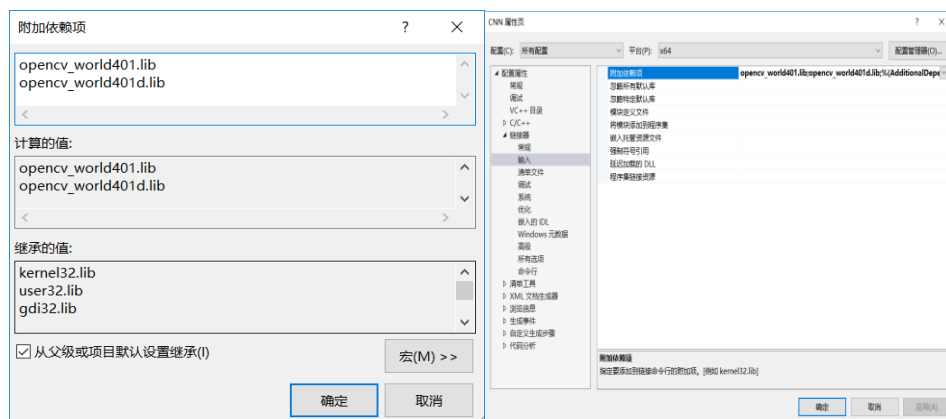 附加依赖项
?
opencv_world401.lib
opencv_world401d.lib
计算的值:
opencv_world401.lib
opencv_world401d.lib
继承的值:
kernel32.lib
user32.lib
gdi32.lib
从父级或项目默认设置继承(I)
宏(M) >>
确定
取消
CNN 属性页
?
配置(C): 所有配置
平台(P): x64
配置管理器(O)...
配置属性
常规
调试
VC++ 目录
C/C++
链接器
常规
输入
清单文件
调试
系统
优化
嵌入的 IDL
Windows 元数据
高级
所有选项
命令行
清单工具
XML 文档生成器
浏览信息
生成事件
自定义生成步骤
代码分析
附加依赖项 opencv_world401.lib;opencv_world401d.lib;%(AdditionalDepe
忽略所有默认库
忽略特定默认库
模块定义文件
将模块添加到程序集
嵌入托管资源文件
强制符号引用
延迟加载的 DLL
程序集链接资源
附加依赖项
指定要添加到链接命令行的附加项。[例如 kernel32.lib]
确定
取消
应用(A)